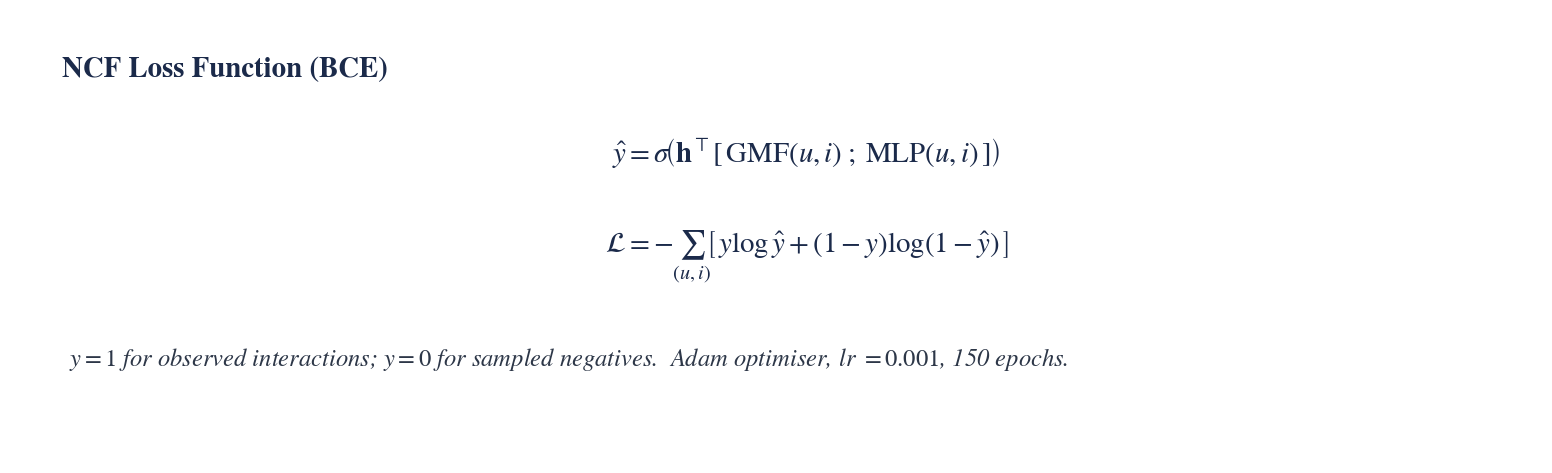 NCF Loss Function (BCE)
ŷ = σ(h⊤ [ GMF(u, i) ; MLP(u, i) ])
ℒ = −∑(u, i) [ y log ŷ + (1 − y) log(1 − ŷ) ]
y = 1 for observed interactions; y = 0 for sampled negatives. Adam optimiser, lr = 0.001, 150 epochs.